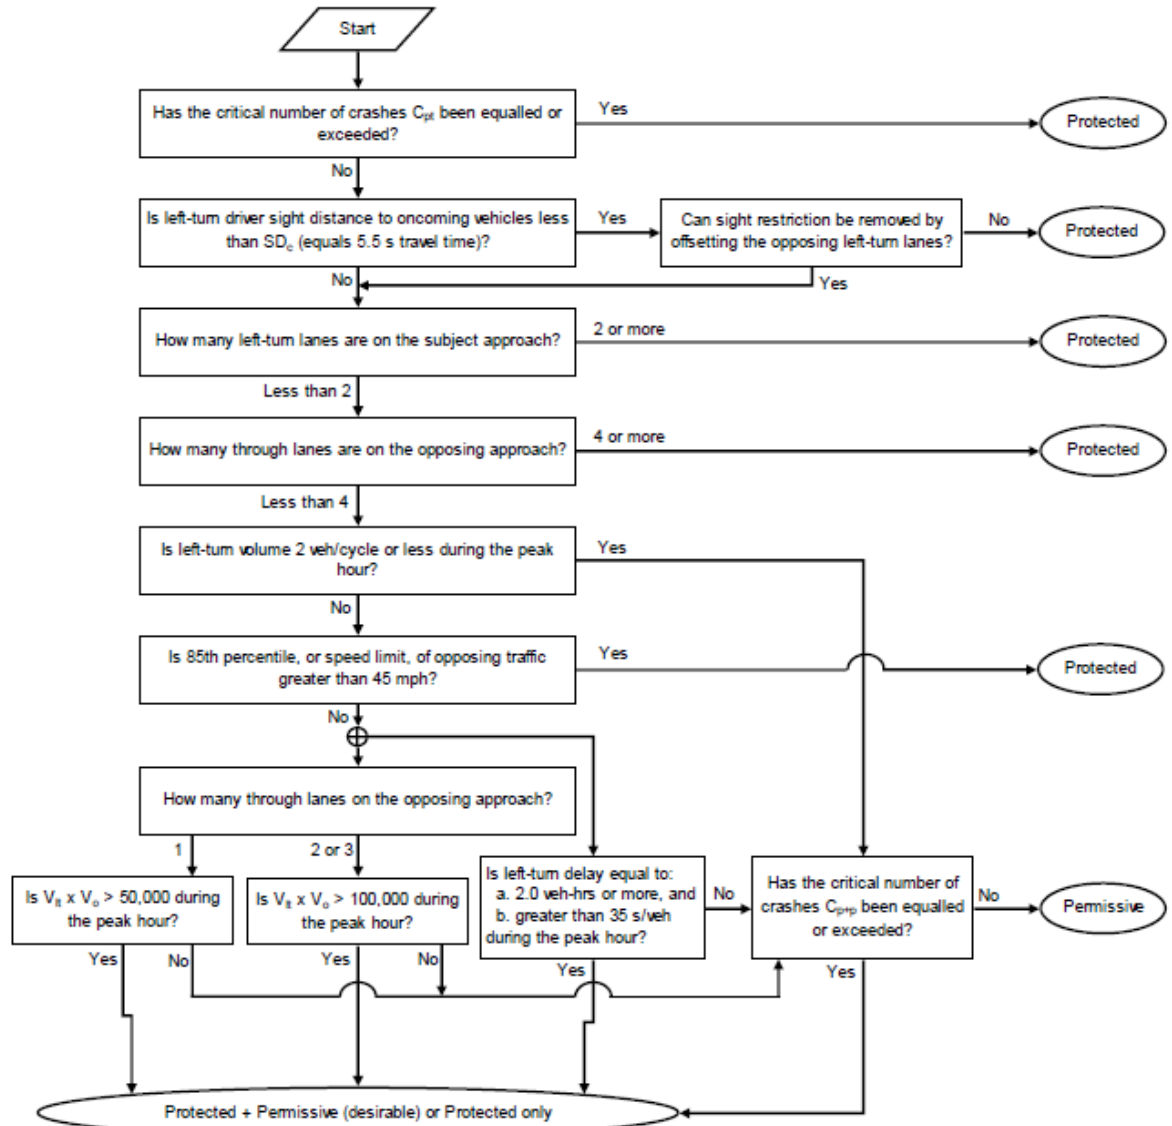 Start
Has the critical number of crashes Cpt been equalled or
exceeded?
Yes
Protected
No
Is left-turn driver sight distance to oncoming vehicles less
than SDc (equals 5.5 s travel time)?
Yes
Can sight restriction be removed by
offsetting the opposing left-turn lanes?
No
Protected
No
Yes
How many left-turn lanes are on the subject approach?
2 or more
Protected
Less than 2
How many through lanes are on the opposing approach?
4 or more
Protected
Less than 4
Is left-turn volume 2 veh/cycle or less during the peak
hour?
Yes
No
Is 85th percentile, or speed limit, of opposing traffic
greater than 45 mph?
Yes
Protected
No
How many through lanes on the opposing approach?
1
2 or 3
Is Vlt x Vo > 50,000 during
the peak hour?
Is Vlt x Vo > 100,000 during
the peak hour?
Is left-turn delay equal to:
a. 2.0 veh-hrs or more, and
b. greater than 35 s/veh
during the peak hour?
No
Has the critical number of
crashes Cp+p been equalled
or exceeded?
No
Permissive
Yes
No
Yes
No
Yes
Yes
Protected + Permissive (desirable) or Protected only